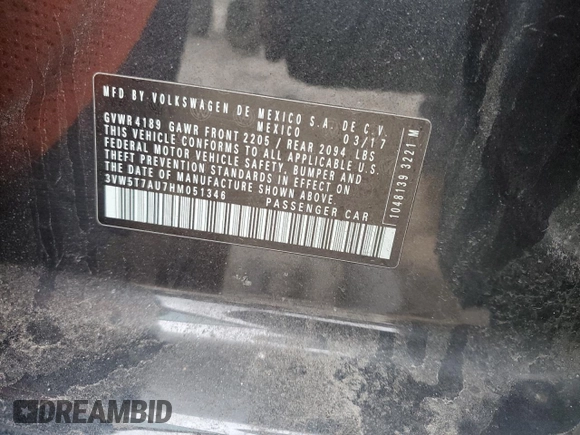 MFD BY VOLKSWAGEN DE MEXICO S.A. DE C.V.
MEXICO 03/17
GVWR 4189 GAWR FRONT 2205 / REAR 2094 LBS
THIS VEHICLE CONFORMS TO ALL APPLICABLE U.S.
FEDERAL MOTOR VEHICLE SAFETY, BUMPER AND
THEFT PREVENTION STANDARDS IN EFFECT ON
THE DATE OF MANUFACTURE SHOWN ABOVE.
3VW5T7AU7HM051346 PASSENGER CAR
1048139 3221 M
DREAMBID